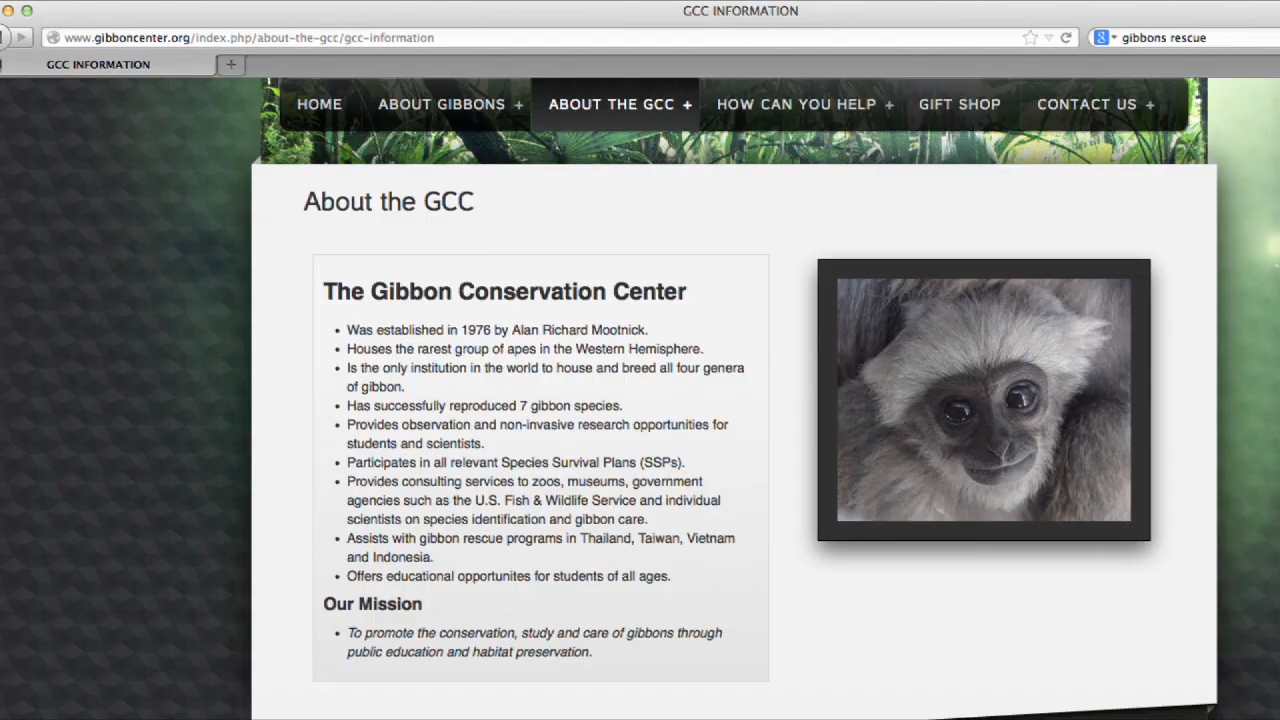 GCC INFORMATION
www.gibboncenter.org/index.php/about-the-gcc/gcc-information
gibbons rescue
GCC INFORMATION
HOME ABOUT GIBBONS + ABOUT THE GCC + HOW CAN YOU HELP + GIFT SHOP CONTACT US +
About the GCC
The Gibbon Conservation Center
• Was established in 1976 by Alan Richard Mootnick.
• Houses the rarest group of apes in the Western Hemisphere.
• Is the only institution in the world to house and breed all four genera
of gibbon.
• Has successfully reproduced 7 gibbon species.
• Provides observation and non-invasive research opportunities for
students and scientists.
• Participates in all relevant Species Survival Plans (SSPs).
• Provides consulting services to zoos, museums, government
agencies such as the U.S. Fish & Wildlife Service and individual
scientists on species identification and gibbon care.
• Assists with gibbon rescue programs in Thailand, Taiwan, Vietnam
and Indonesia.
• Offers educational opportunites for students of all ages.
Our Mission
• To promote the conservation, study and care of gibbons through
public education and habitat preservation.